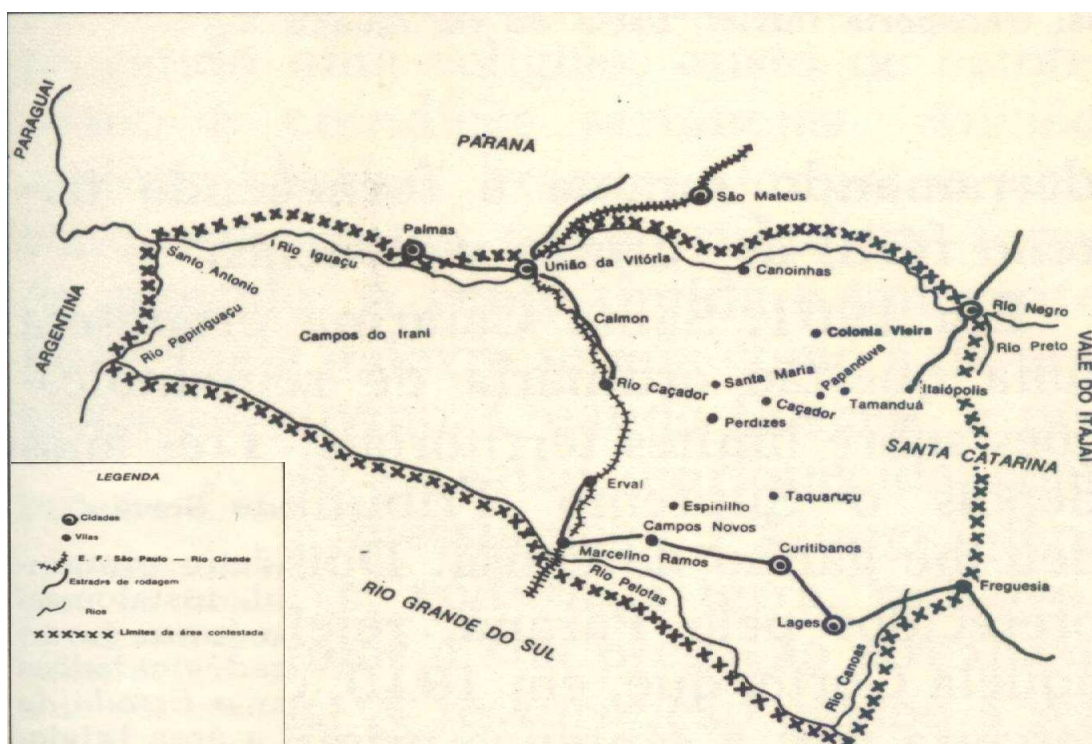 PARAGUAI
PARANA
São Mateus
Palmas
União da Vitória
Canoinhas
Santo Antonio
Rio Iguaçu
ARGENTINA
Rio Papiriguaçu
Campos do Irani
Calmon
Rio Negro
Colonia Vieira
Rio Preto
VALE DO ITAJAI
Rio Caçador
Santa Maria
Papanduva
Itaiópolis
Caçador
Tamanduá
Perdizes
SANTA CATARINA
Erval
Espinilho
Taquaruçu
Campos Novos
Marcelino Ramos
Curitibanos
Rio Pelotas
Freguesia
RIO GRANDE DO SUL
Lages
Rio Canoas
LEGENDA
Cidades
Vilas
E. F. São Paulo — Rio Grande
Estradas de rodagem
Rios
Limites da área contestada